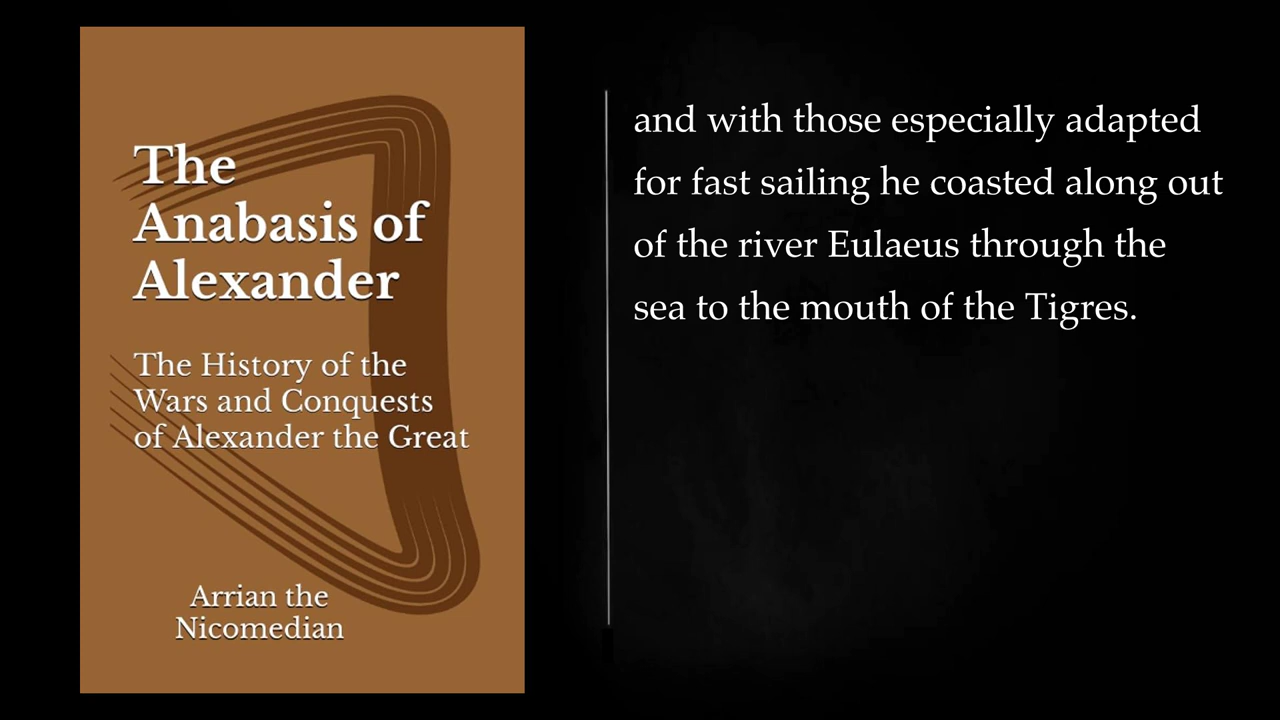 The
Anabasis of
Alexander
The History of the
Wars and Conquests
of Alexander the Great
Arrian the
Nicomedian
and with those especially adapted
for fast sailing he coasted along out
of the river Eulaeus through the
sea to the mouth of the Tigres.